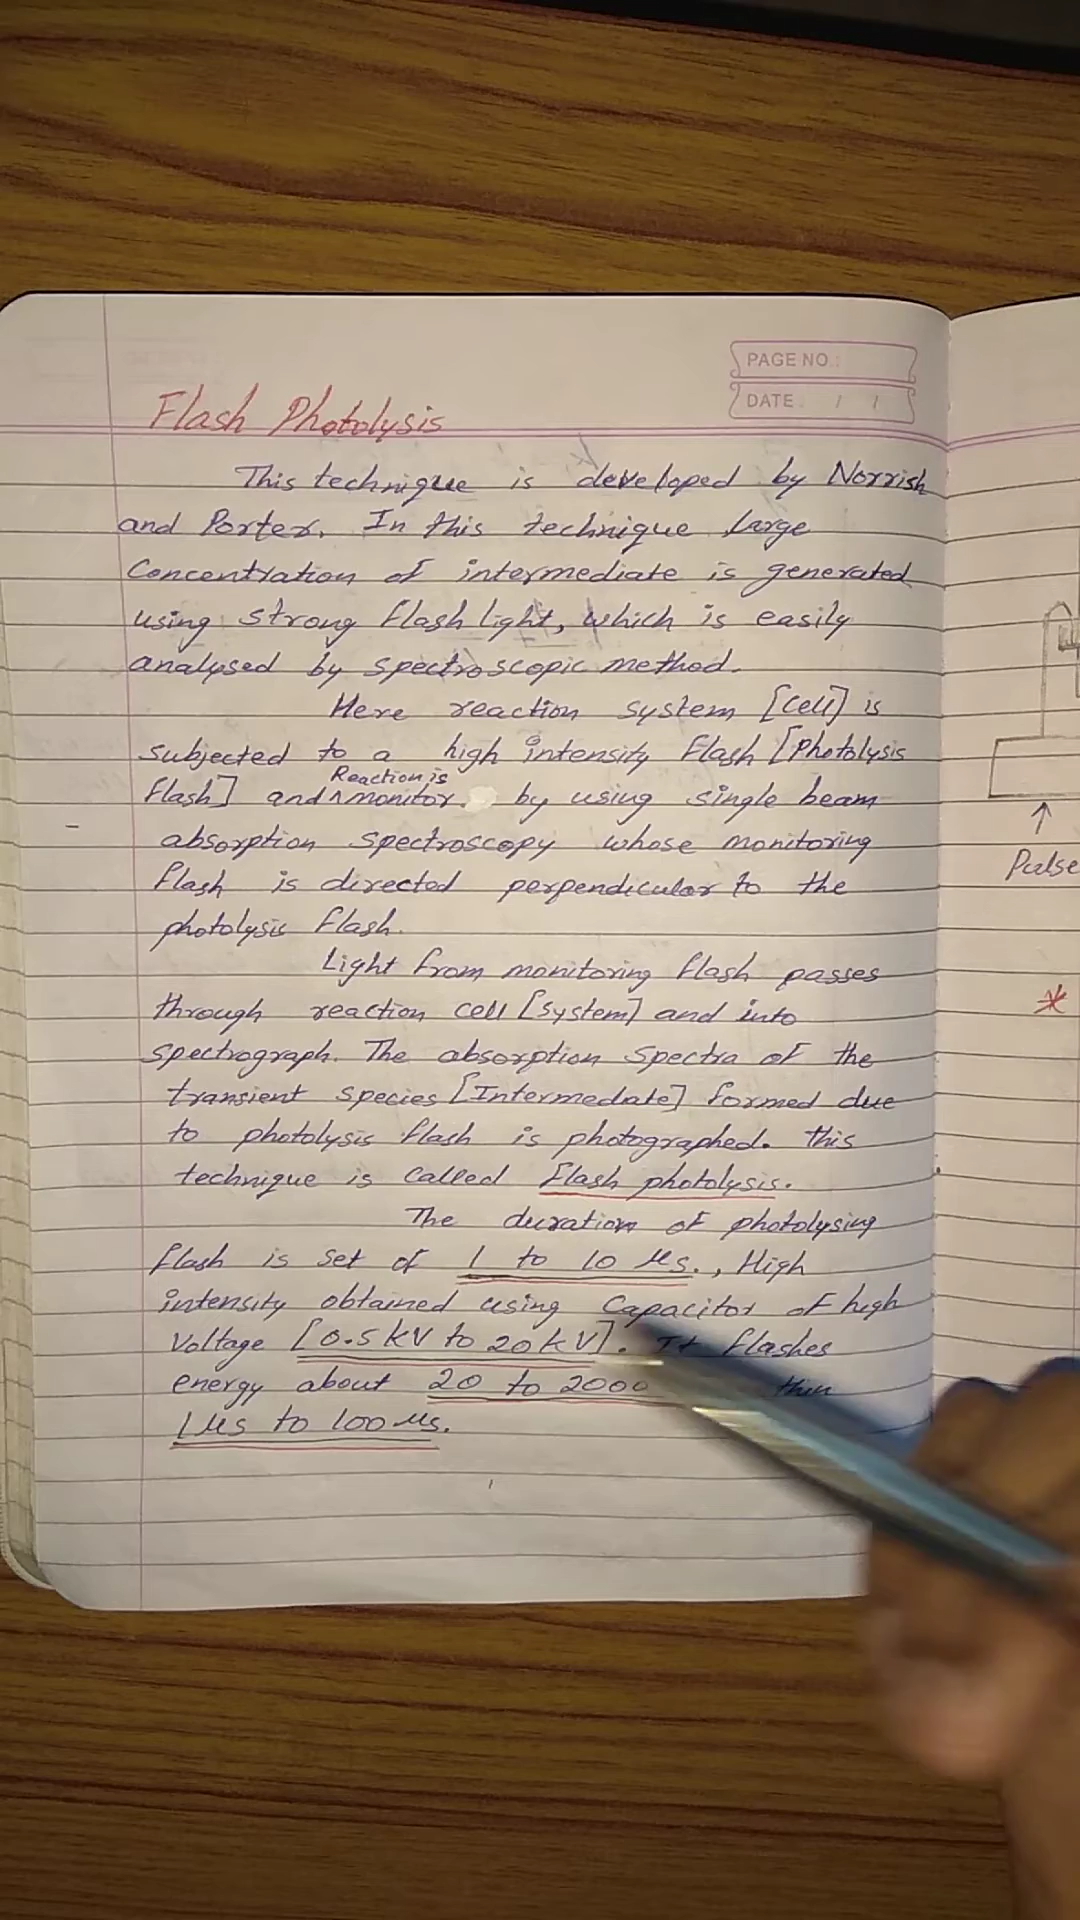 PAGE NO.:
DATE: / /
Flash Photolysis
This technique is developed by Norrish
and Porter. In this technique large
Concentration of intermediate is generated
using strong flash light, which is easily
analysed by spectroscopic method.
Here reaction system [Cell] is
subjected to a high intensity Flash [Photolysis
Reaction is
flash] and ^ monitor. by using single beam
absorption spectroscopy whose monitoring
flash is directed perpendicular to the
photolysis flash.
Light from monitoring flash passes
through reaction cell [System] and into
spectrograph. The absorption spectra of the
transient species [Intermedate] formed due
to photolysis flash is photographed. This
technique is called Flash photolysis.
The duration of photolysing
flash is set of 1 to 10 μs., High
intensity obtained using Capacitor of high
Voltage [0.5 kV to 20 kV]. It flashes
energy about 20 to 2000
1 μs to 100 μs.
Pulse
*